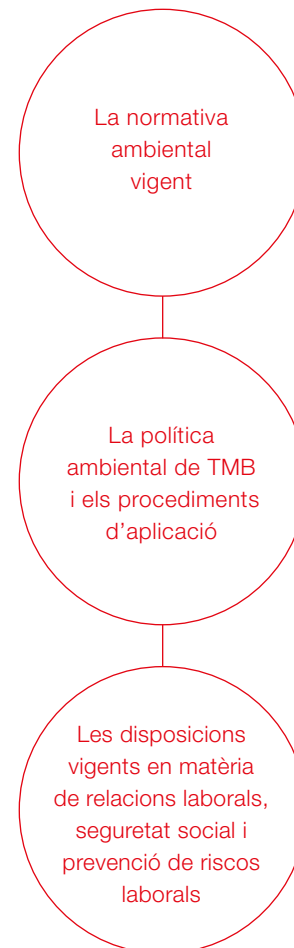 La normativa
ambiental
vigent
La política
ambiental de TMB
i els procediments
d’aplicació
Les disposicions
vigents en matèria
de relacions laborals,
seguretat social i
prevenció de riscos
laborals